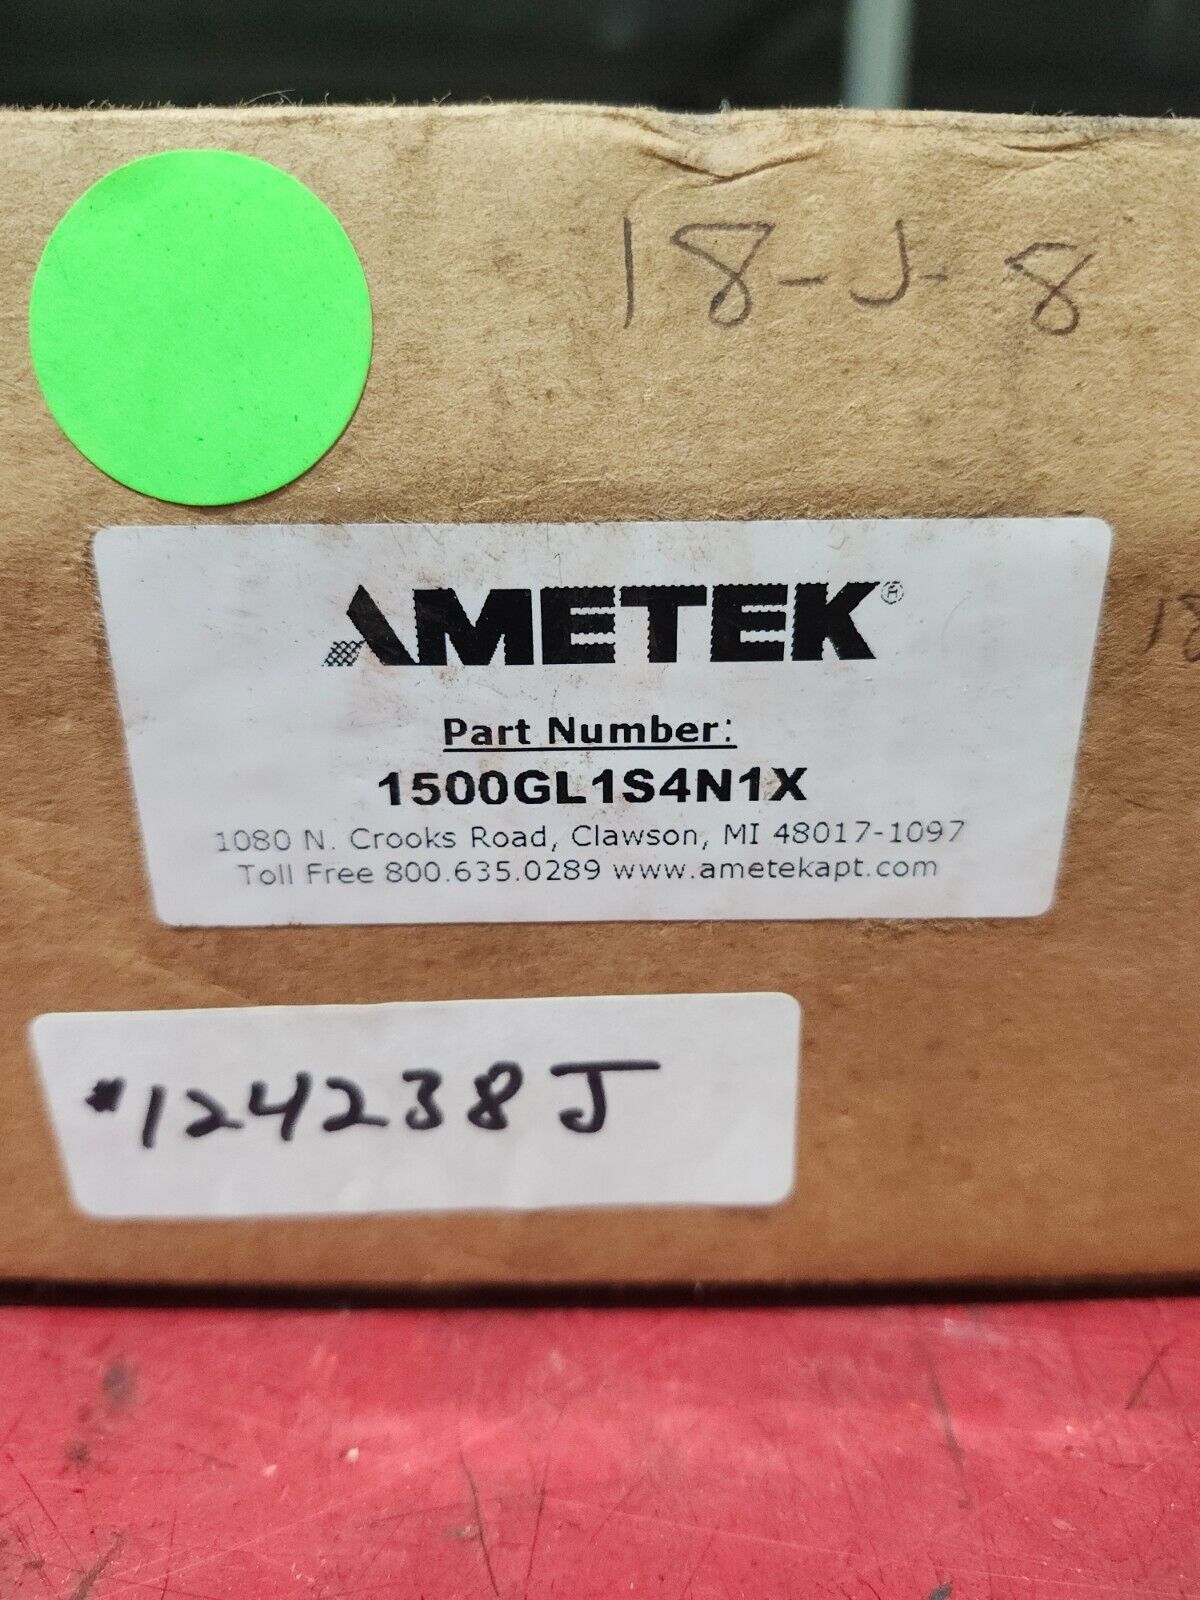 18-J-8
AMETEK®
Part Number:
1500GL1S4N1X
1080 N. Crooks Road, Clawson, MI 48017-1097
Toll Free 800.635.0289 www.ametekapt.com
18
*124238J